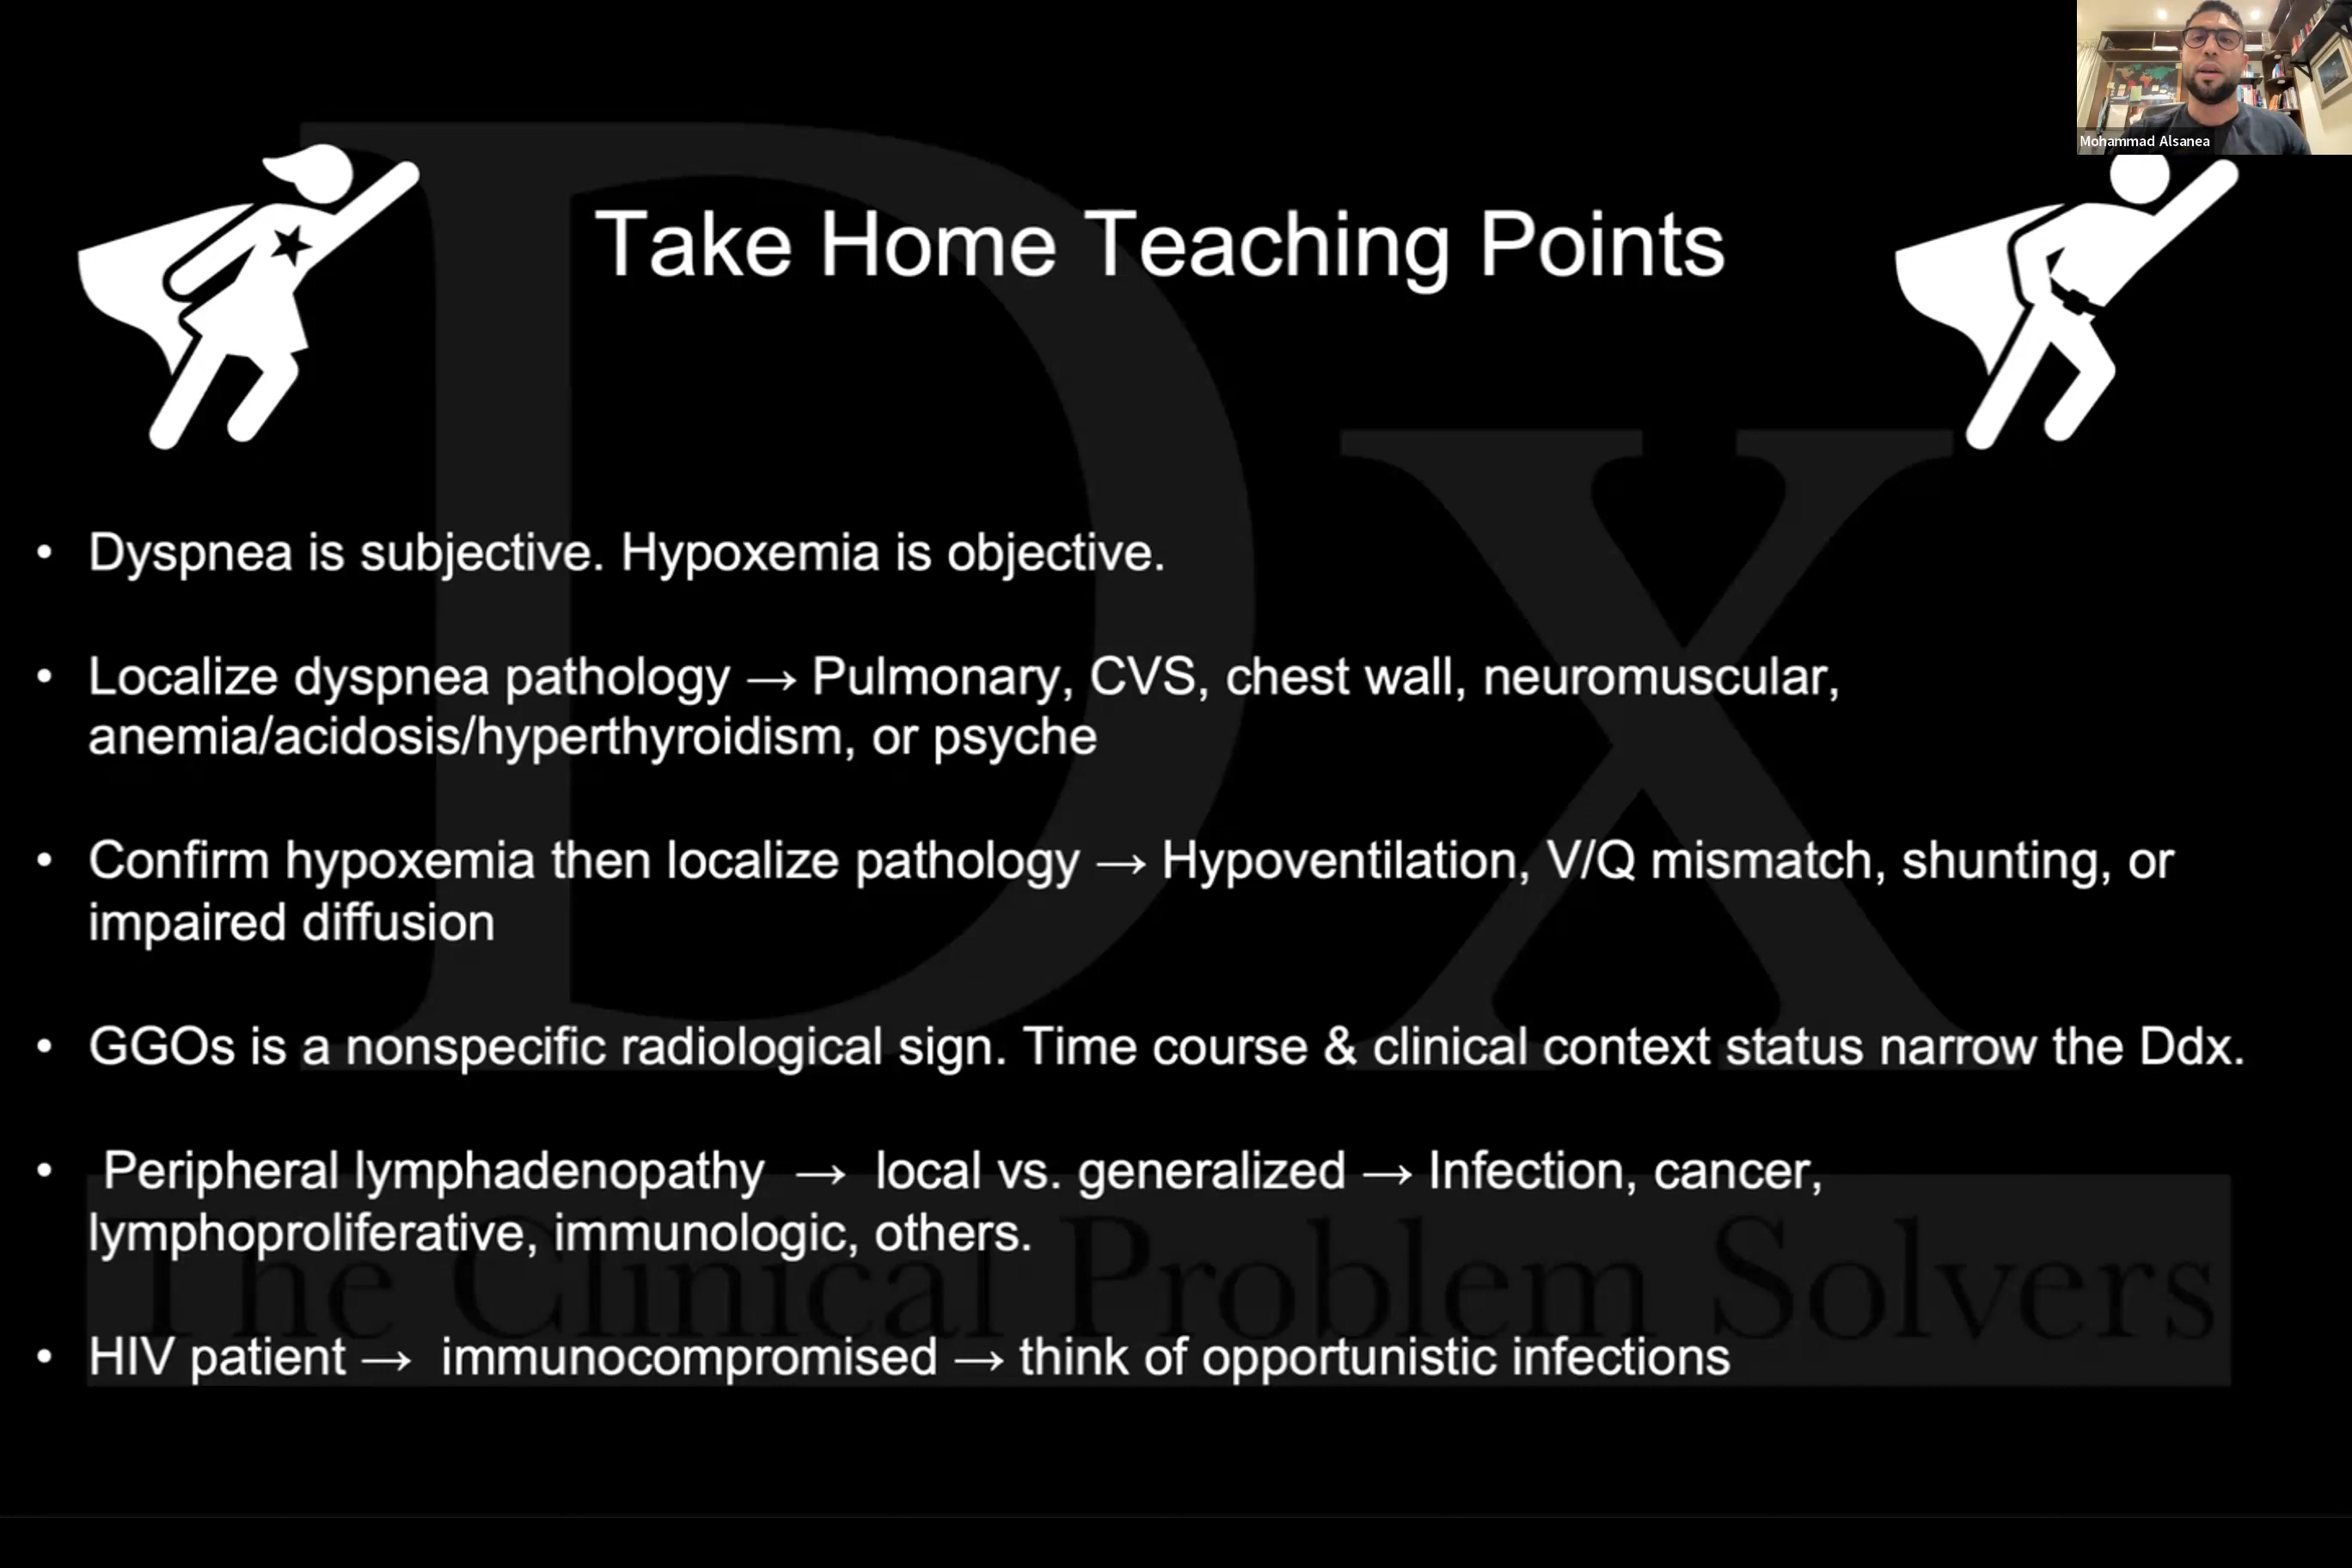 Mohammad Alsanea
Take Home Teaching Points
• Dyspnea is subjective. Hypoxemia is objective.
• Localize dyspnea pathology → Pulmonary, CVS, chest wall, neuromuscular,
anemia/acidosis/hyperthyroidism, or psyche
• Confirm hypoxemia then localize pathology → Hypoventilation, V/Q mismatch, shunting, or
impaired diffusion
• GGOs is a nonspecific radiological sign. Time course & clinical context status narrow the Ddx.
• Peripheral lymphadenopathy → local vs. generalized → Infection, cancer,
lymphoproliferative, immunologic, others.
• HIV patient → immunocompromised → think of opportunistic infections
Dx
The Clinical Problem Solvers